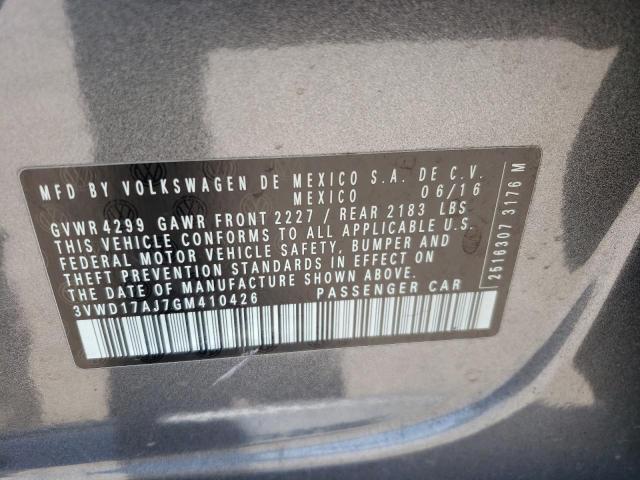 MFD BY VOLKSWAGEN DE MEXICO S.A. DE C.V.
MEXICO 06/16
GVWR 4299 GAWR FRONT 2227 / REAR 2183 LBS
THIS VEHICLE CONFORMS TO ALL APPLICABLE U.S.
FEDERAL MOTOR VEHICLE SAFETY, BUMPER AND
THEFT PREVENTION STANDARDS IN EFFECT ON
THE DATE OF MANUFACTURE SHOWN ABOVE.
3VWD17AJ7GM410426 PASSENGER CAR
2516307 3176 M